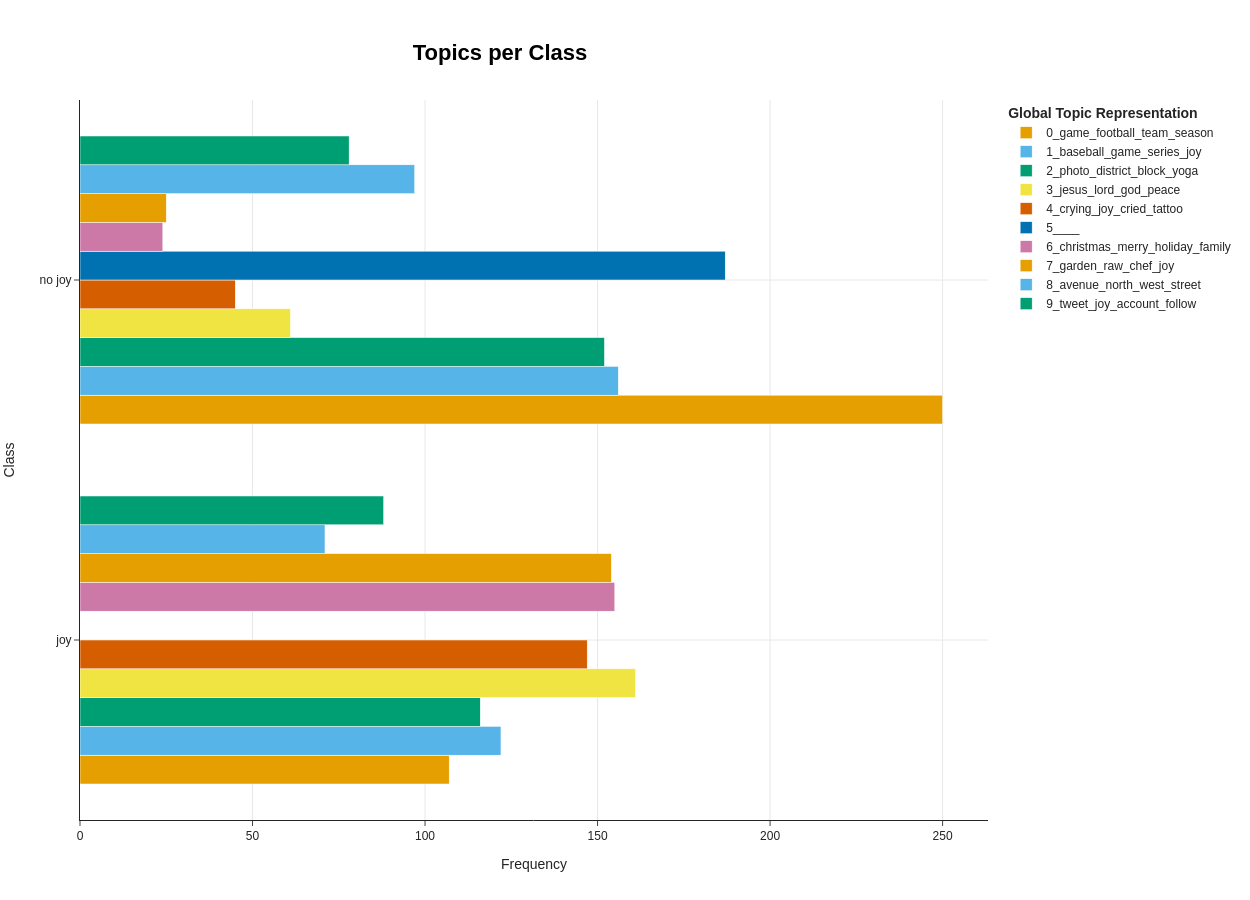 Topics per Class
Global Topic Representation
0_game_football_team_season
1_baseball_game_series_joy
2_photo_district_block_yoga
3_jesus_lord_god_peace
4_crying_joy_cried_tattoo
5____
6_christmas_merry_holiday_family
7_garden_raw_chef_joy
8_avenue_north_west_street
9_tweet_joy_account_follow
no joy
Class
joy
0 50 100 150 200 250
Frequency